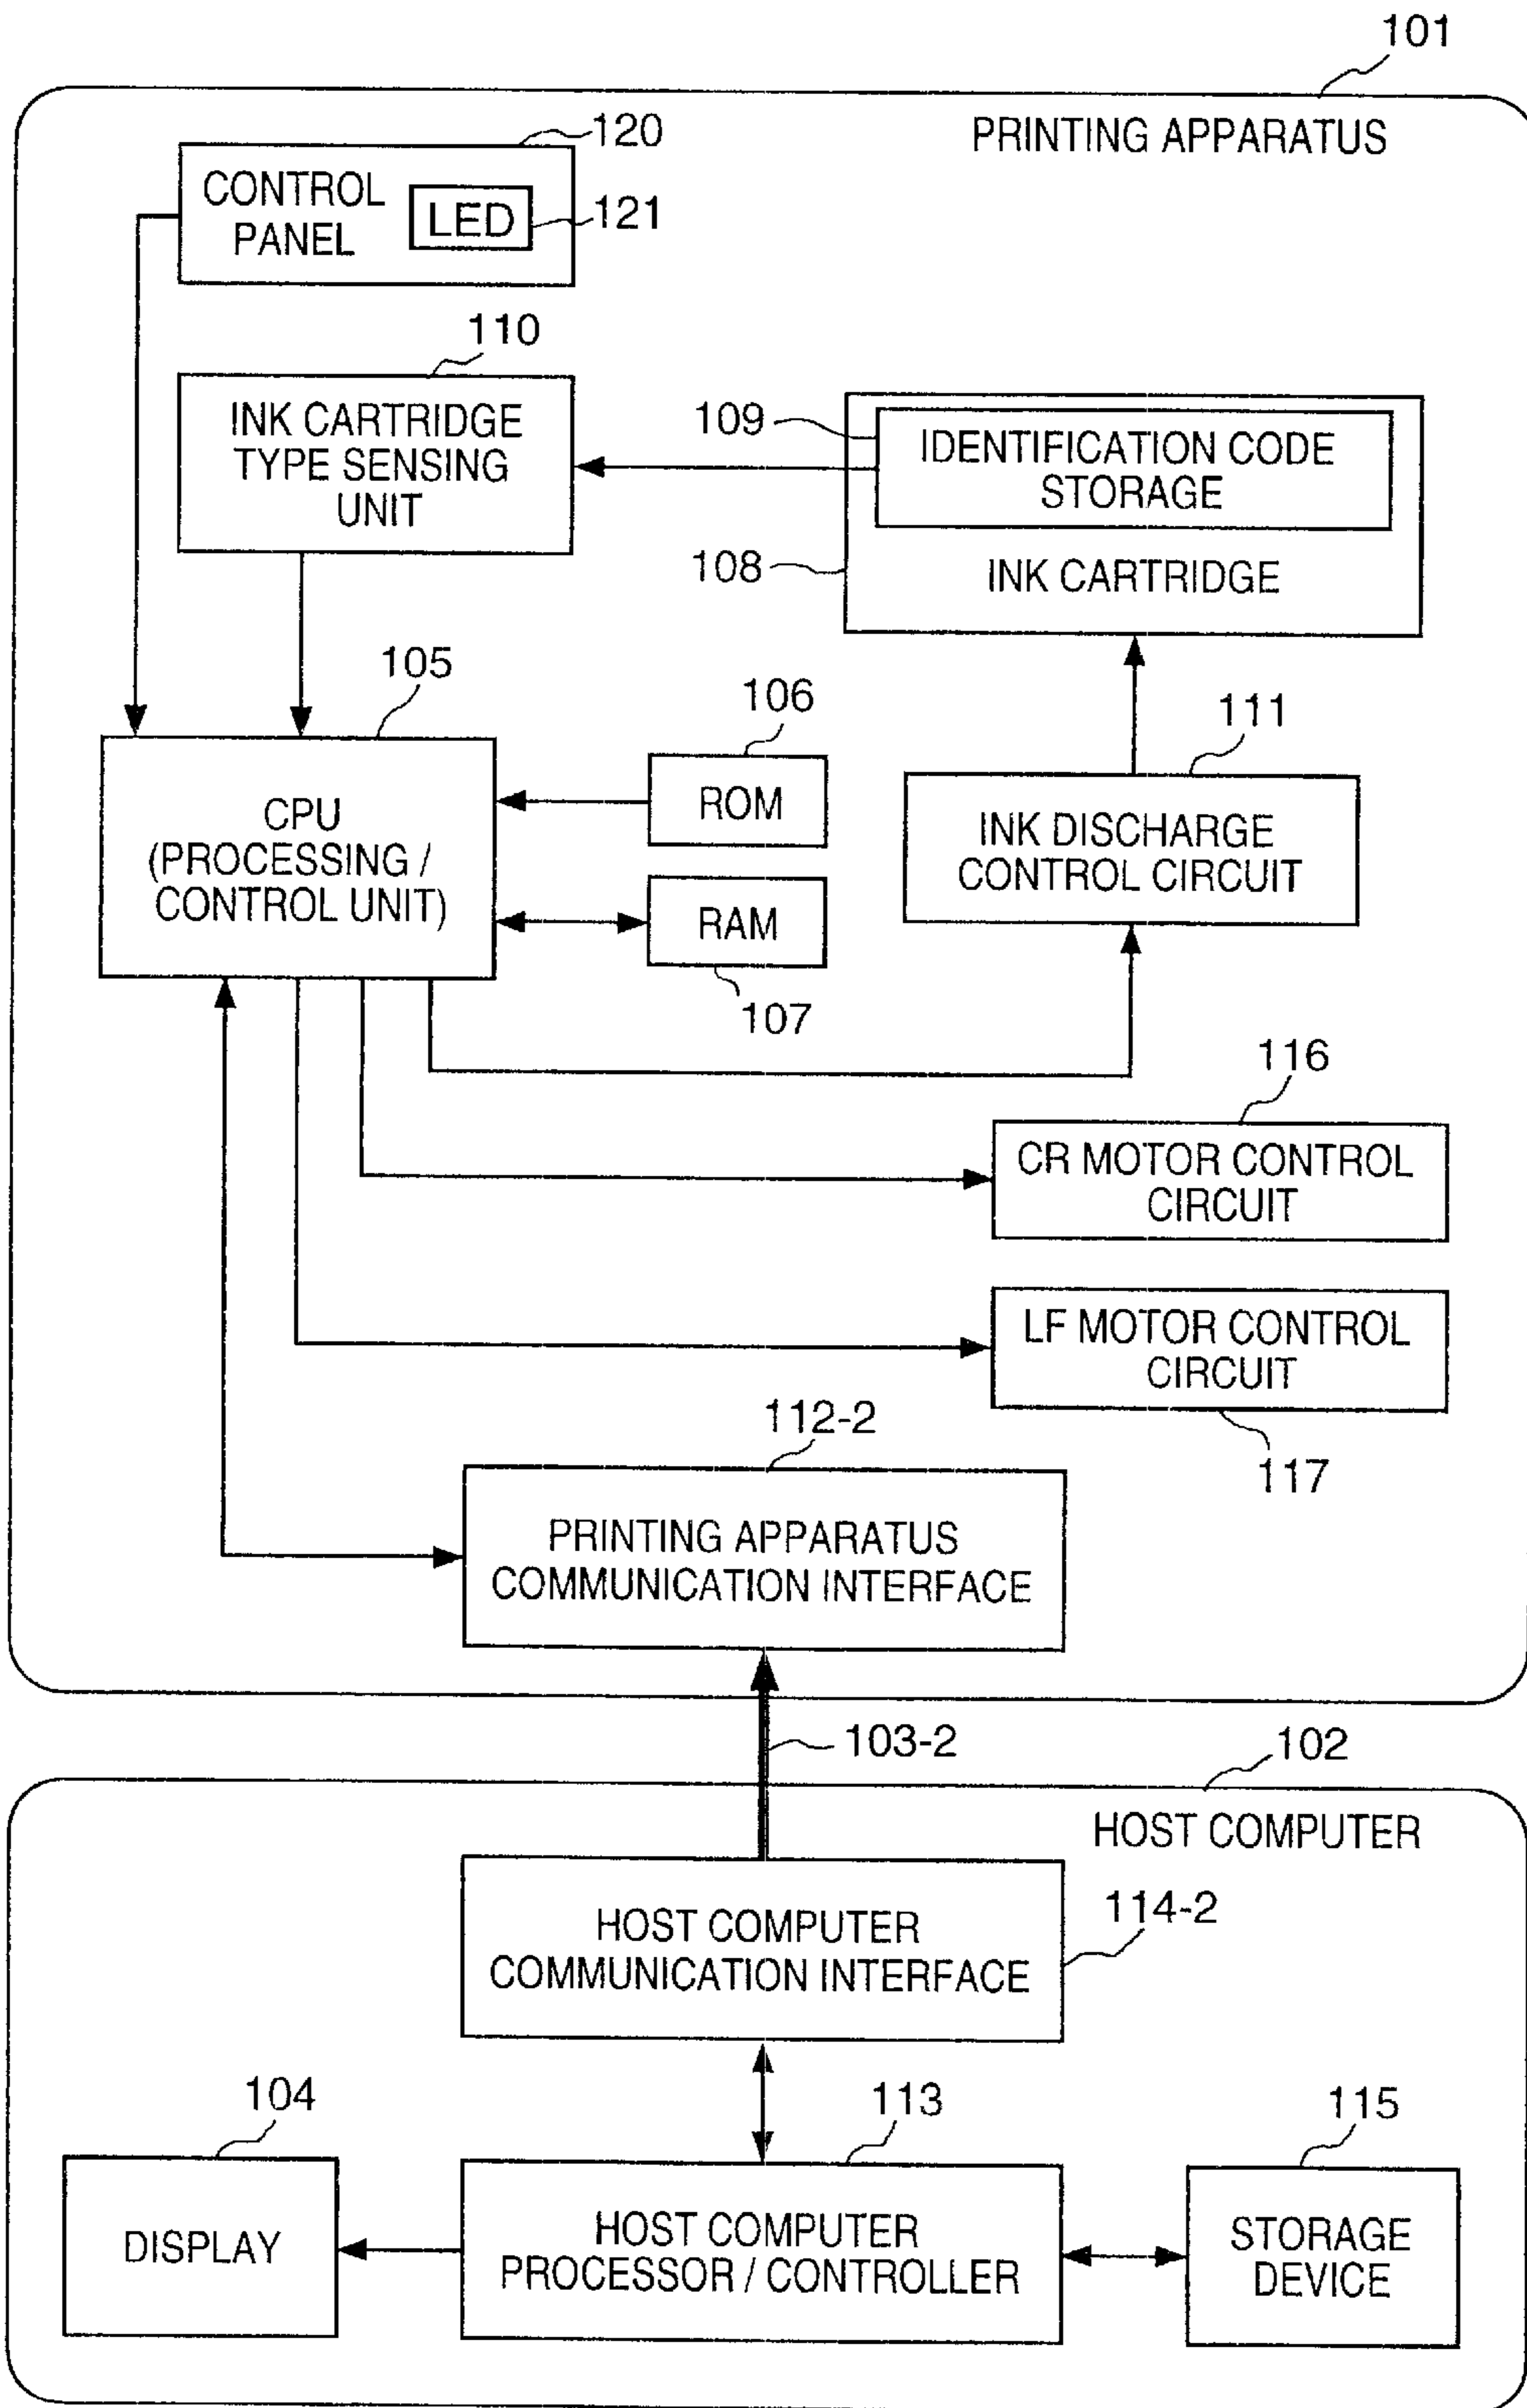 101
PRINTING APPARATUS
120
CONTROL
PANEL
LED
121
110
INK CARTRIDGE
TYPE SENSING
UNIT
109
IDENTIFICATION CODE
STORAGE
108
INK CARTRIDGE
105
CPU
(PROCESSING /
CONTROL UNIT)
106
ROM
RAM
107
111
INK DISCHARGE
CONTROL CIRCUIT
116
CR MOTOR CONTROL
CIRCUIT
LF MOTOR CONTROL
CIRCUIT
117
112-2
PRINTING APPARATUS
COMMUNICATION INTERFACE
103-2
102
HOST COMPUTER
HOST COMPUTER
COMMUNICATION INTERFACE
114-2
104
DISPLAY
113
HOST COMPUTER
PROCESSOR / CONTROLLER
115
STORAGE
DEVICE